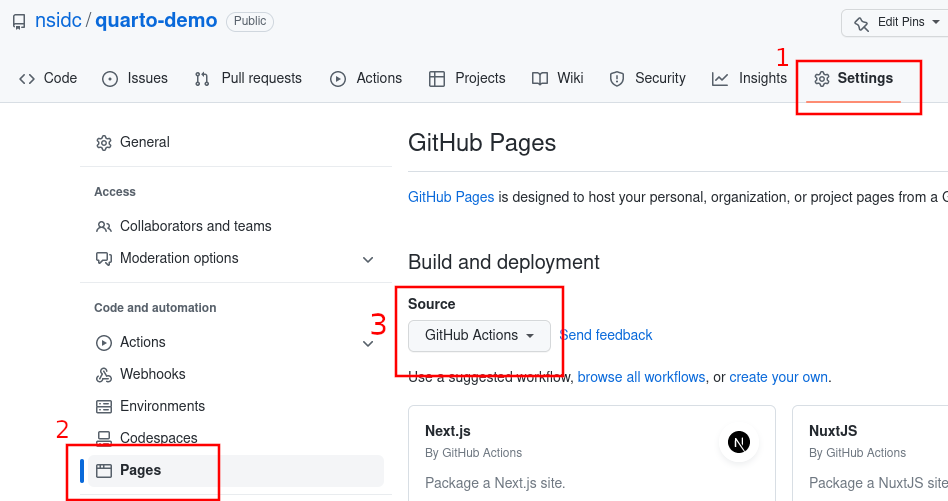 nsidc / quarto-demo Public
Edit Pins
Code Issues Pull requests Actions Projects Wiki Security Insights 1 Settings
General
Access
Collaborators and teams
Moderation options
Code and automation
Actions
Webhooks
Environments
Codespaces
2
Pages
GitHub Pages
GitHub Pages is designed to host your personal, organization, or project pages from a G
Build and deployment
3
Source
GitHub Actions
Send feedback
Use a suggested workflow, browse all workflows, or create your own.
Next.js
By GitHub Actions
Package a Next.js site.
N
NuxtJS
By GitHub Actions
Package a NuxtJS site